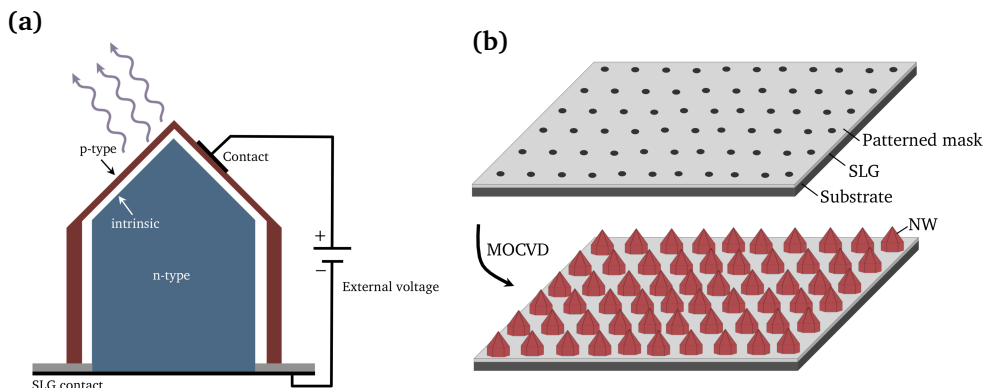 (a)
p-type
Contact
intrinsic
n-type
+
−
External voltage
SLG contact
(b)
Patterned mask
SLG
Substrate
MOCVD
NW